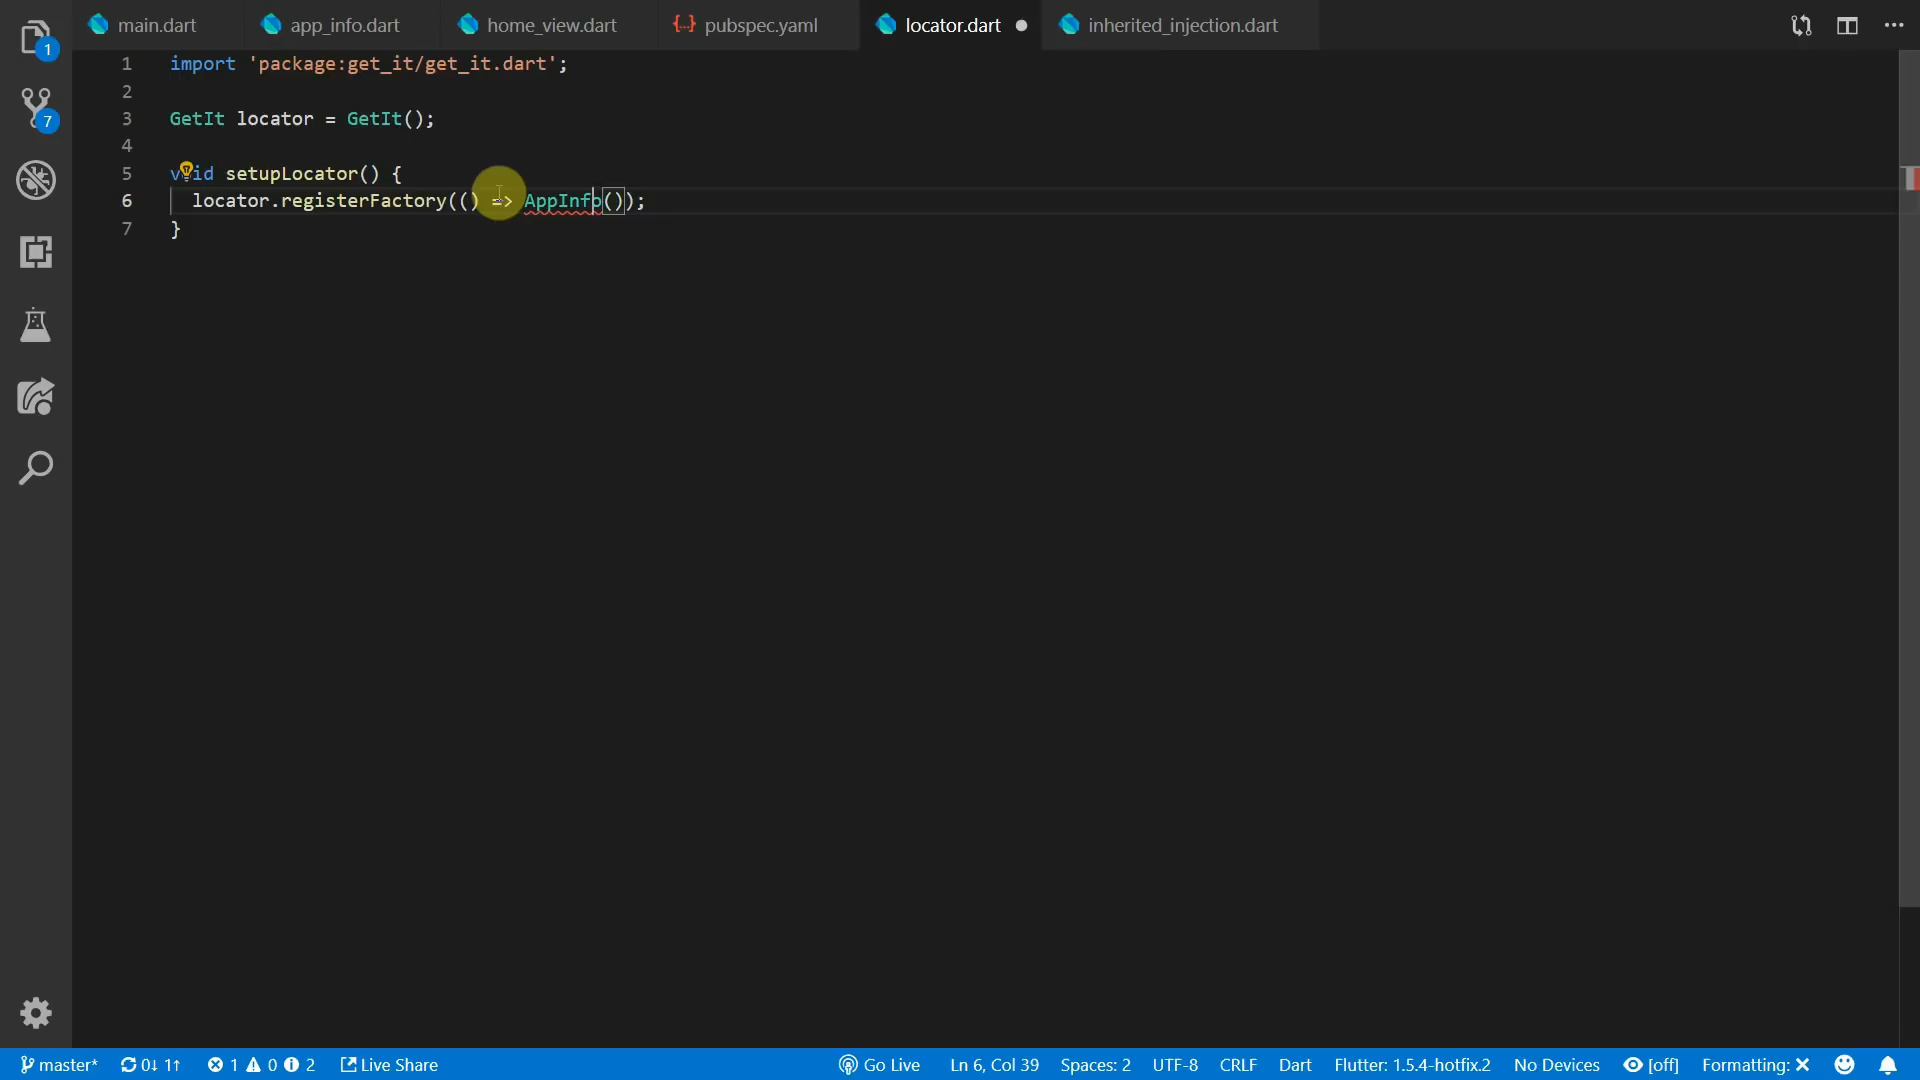 main.dart app_info.dart home_view.dart {..} pubspec.yaml locator.dart inherited_injection.dart
1
7
1 import 'package:get_it/get_it.dart';
2
3 GetIt locator = GetIt();
4
5 void setupLocator() {
6 locator.registerFactory(() => AppInfo());
7 }
master* 0↓ 1↑ 1 0 2 Live Share Go Live Ln 6, Col 39 Spaces: 2 UTF-8 CRLF Dart Flutter: 1.5.4-hotfix.2 No Devices [off] Formatting: ✕